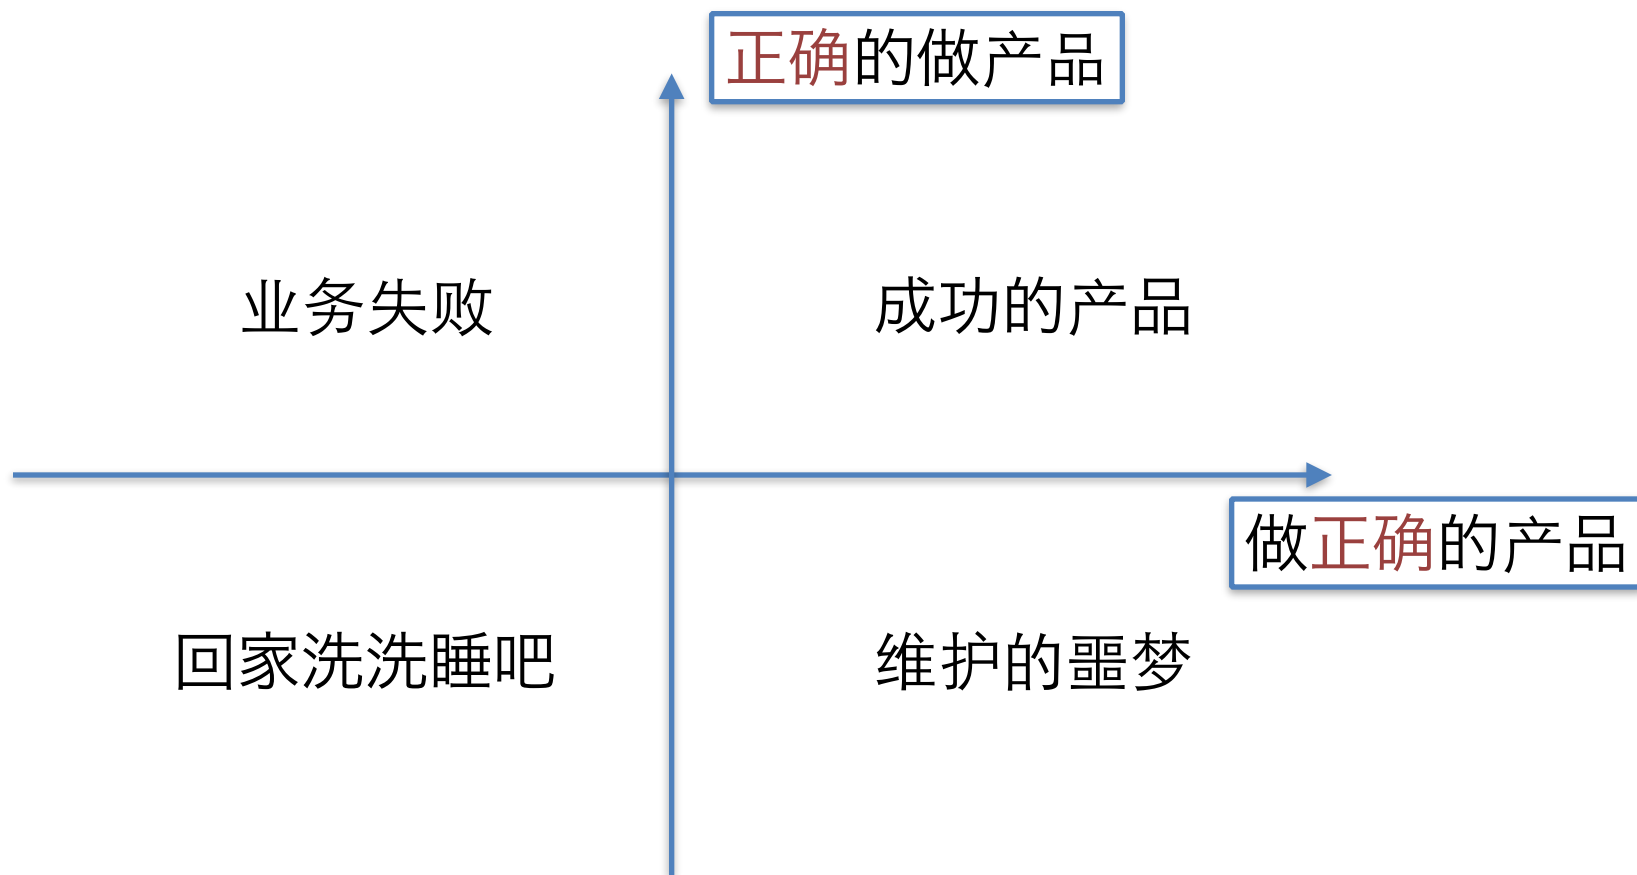 正确的做产品
业务失败
成功的产品
做正确的产品
回家洗洗睡吧
维护的噩梦